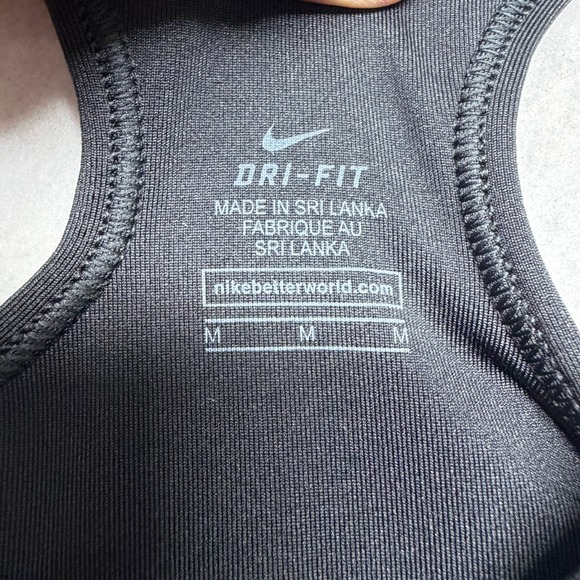 DRI-FIT
MADE IN SRI LANKA
FABRIQUE AU
SRI LANKA
nikebetterworld.com
M M M